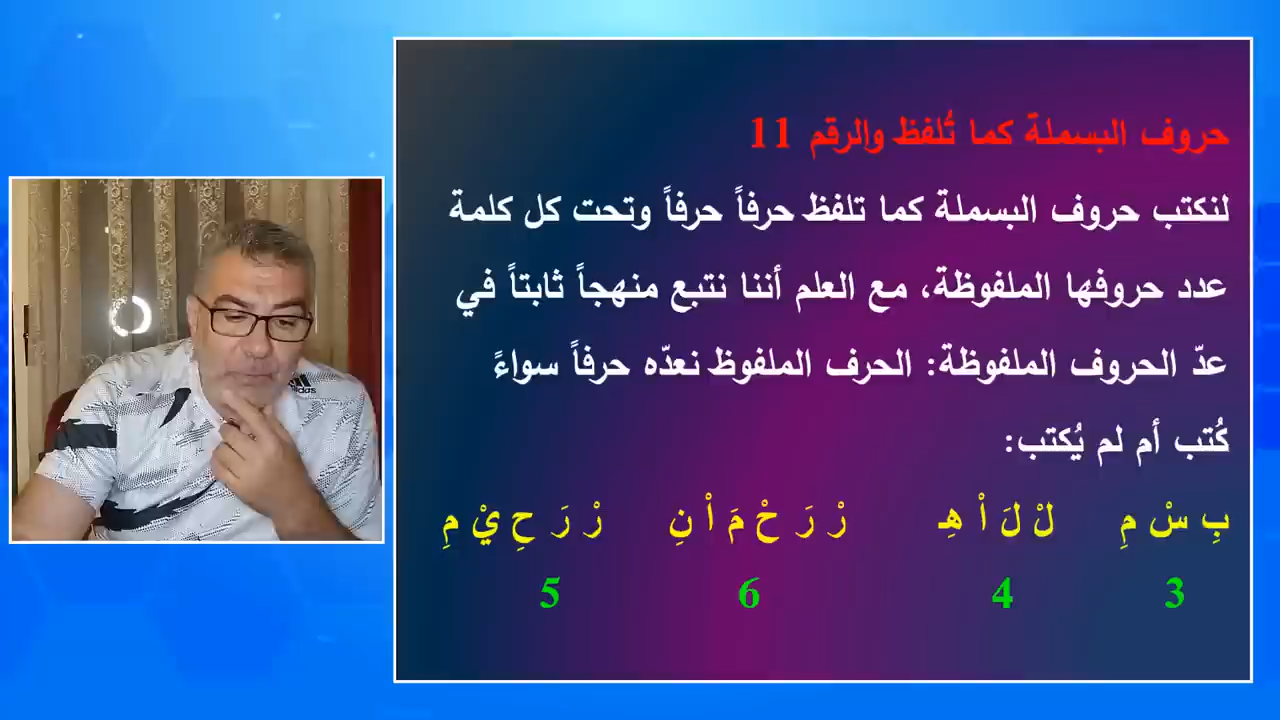 حروف البسملة كما تُلفظ والرقم 11
لنكتب حروف البسملة كما تلفظ حرفاً حرفاً وتحت كل كلمة
عدد حروفها الملفوظة، مع العلم أننا نتبع منهجاً ثابتاً في
عدّ الحروف الملفوظة: الحرف الملفوظ نعدّه حرفاً سواءً
كُتب أم لم يُكتب:
بِ سْ مِ لْ لَ اْ هِ رْ رَ حْ مَ اْ نِ رْ رَ حِ يْ مِ
3 4 6 5
adidas